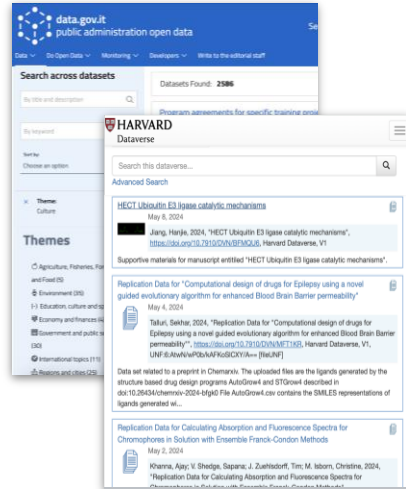 data.gov.it
public administration
open data
Data
Do Open Data
Monitoring
Developers
Write to the editorial staff
Search across datasets
By title and description
By keyword
Sort by:
Choose an option
Theme:
Culture
Themes
Agriculture, Fisheries, For
and Food (5)
Environment (35)
(-) Education, culture and sp
Economy and finances (4
Government and public se
(30)
International topics (11)
Regions and cities (25)
Datasets Found: 2586
Program agreements for specific training proje
HARVARD
Dataverse
Search this dataverse...
Advanced Search
HECT Ubiquitin E3 ligase catalytic mechanisms
May 8, 2024
Jiang, Hanjie, 2024, "HECT Ubiquitin E3 ligase catalytic mechanisms",
https://doi.org/10.7910/DVN/BFMQU6, Harvard Dataverse, V1
Supportive materials for manuscript entitled "HECT Ubiquitin E3 ligase catalytic mechanisms".
Replication Data for "Computational design of drugs for Epilepsy using a novel
guided evolutionary algorithm for enhanced Blood Brain Barrier permeability"
May 4, 2024
Talluri, Sekhar, 2024, "Replication Data for "Computational design of drugs for
Epilepsy using a novel guided evolutionary algorithm for enhanced Blood Brain Barrier
permeability"", https://doi.org/10.7910/DVN/MFT1KR, Harvard Dataverse, V1,
Data set related to a preprint in Chemarxiv. The uploaded files are the ligands generated by the
structure based drug design programs AutoGrow4 and STGrow4 described in
doi:10.26434/chemrxiv-2024-bfgk0 File AutoGrow4.csv contains the SMILES representations of
ligands generated wi...
Replication Data for Calculating Absorption and Fluorescence Spectra for
Chromophores in Solution with Ensemble Franck-Condon Methods
May 2, 2024
Khanna, Ajay; V. Shedge, Sapana; J. Zuehlsdorff, Tim; M. Isborn, Christine, 2024,
"Replication Data for Calculating Absorption and Fluorescence Spectra for